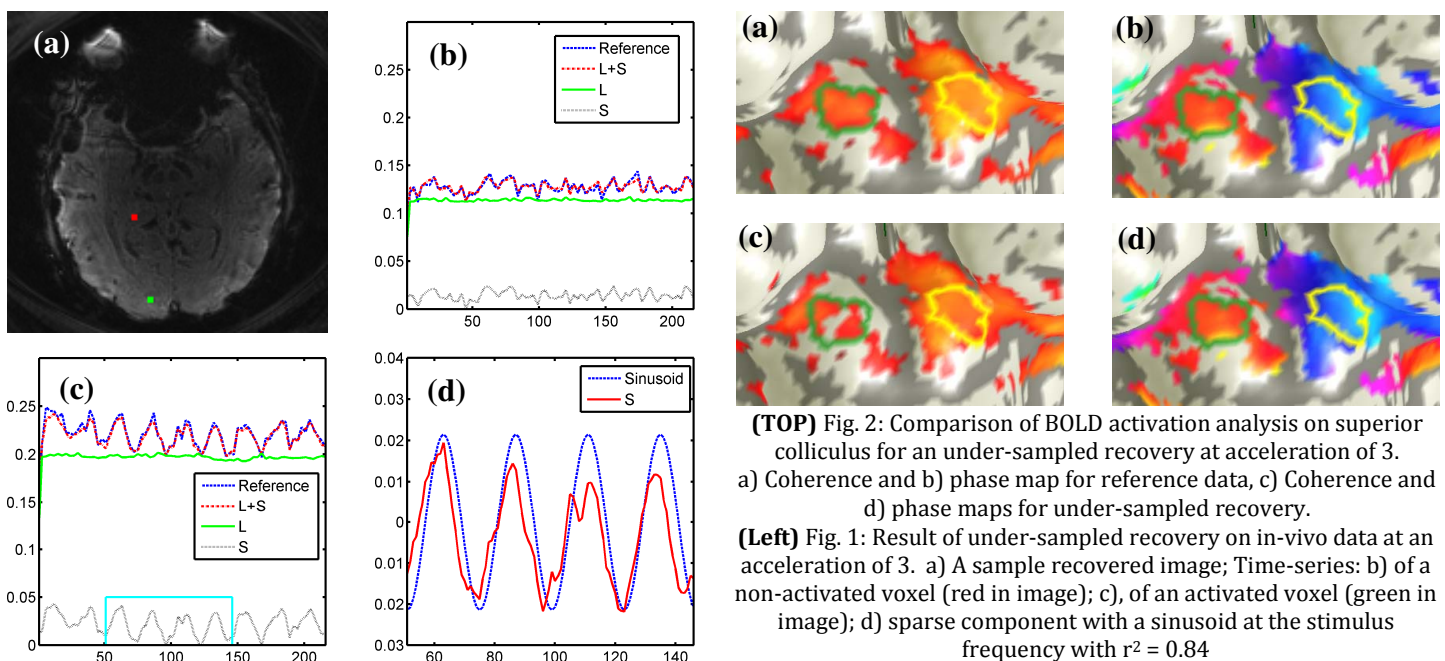 (a)
(b)
Reference
L+S
L
S
0.3
0.25
0.2
0.15
0.1
0.05
0
50
100
150
200
(c)
0.25
0.2
0.15
0.1
0.05
0
Reference
L+S
L
S
50
100
150
200
(d)
Sinusoid
S
0.04
0.03
0.02
0.01
0
0.01
0.02
0.03
60
80
100
120
140
(a)
(b)
(c)
(d)
(TOP) Fig. 2: Comparison of BOLD activation analysis on superior
colliculus for an under-sampled recovery at acceleration of 3.
a) Coherence and b) phase map for reference data, c) Coherence and
d) phase maps for under-sampled recovery.
(Left) Fig. 1: Result of under-sampled recovery on in-vivo data at an
acceleration of 3. a) A sample recovered image; Time-series: b) of a
non-activated voxel (red in image); c), of an activated voxel (green in
image); d) sparse component with a sinusoid at the stimulus
frequency with r² = 0.84